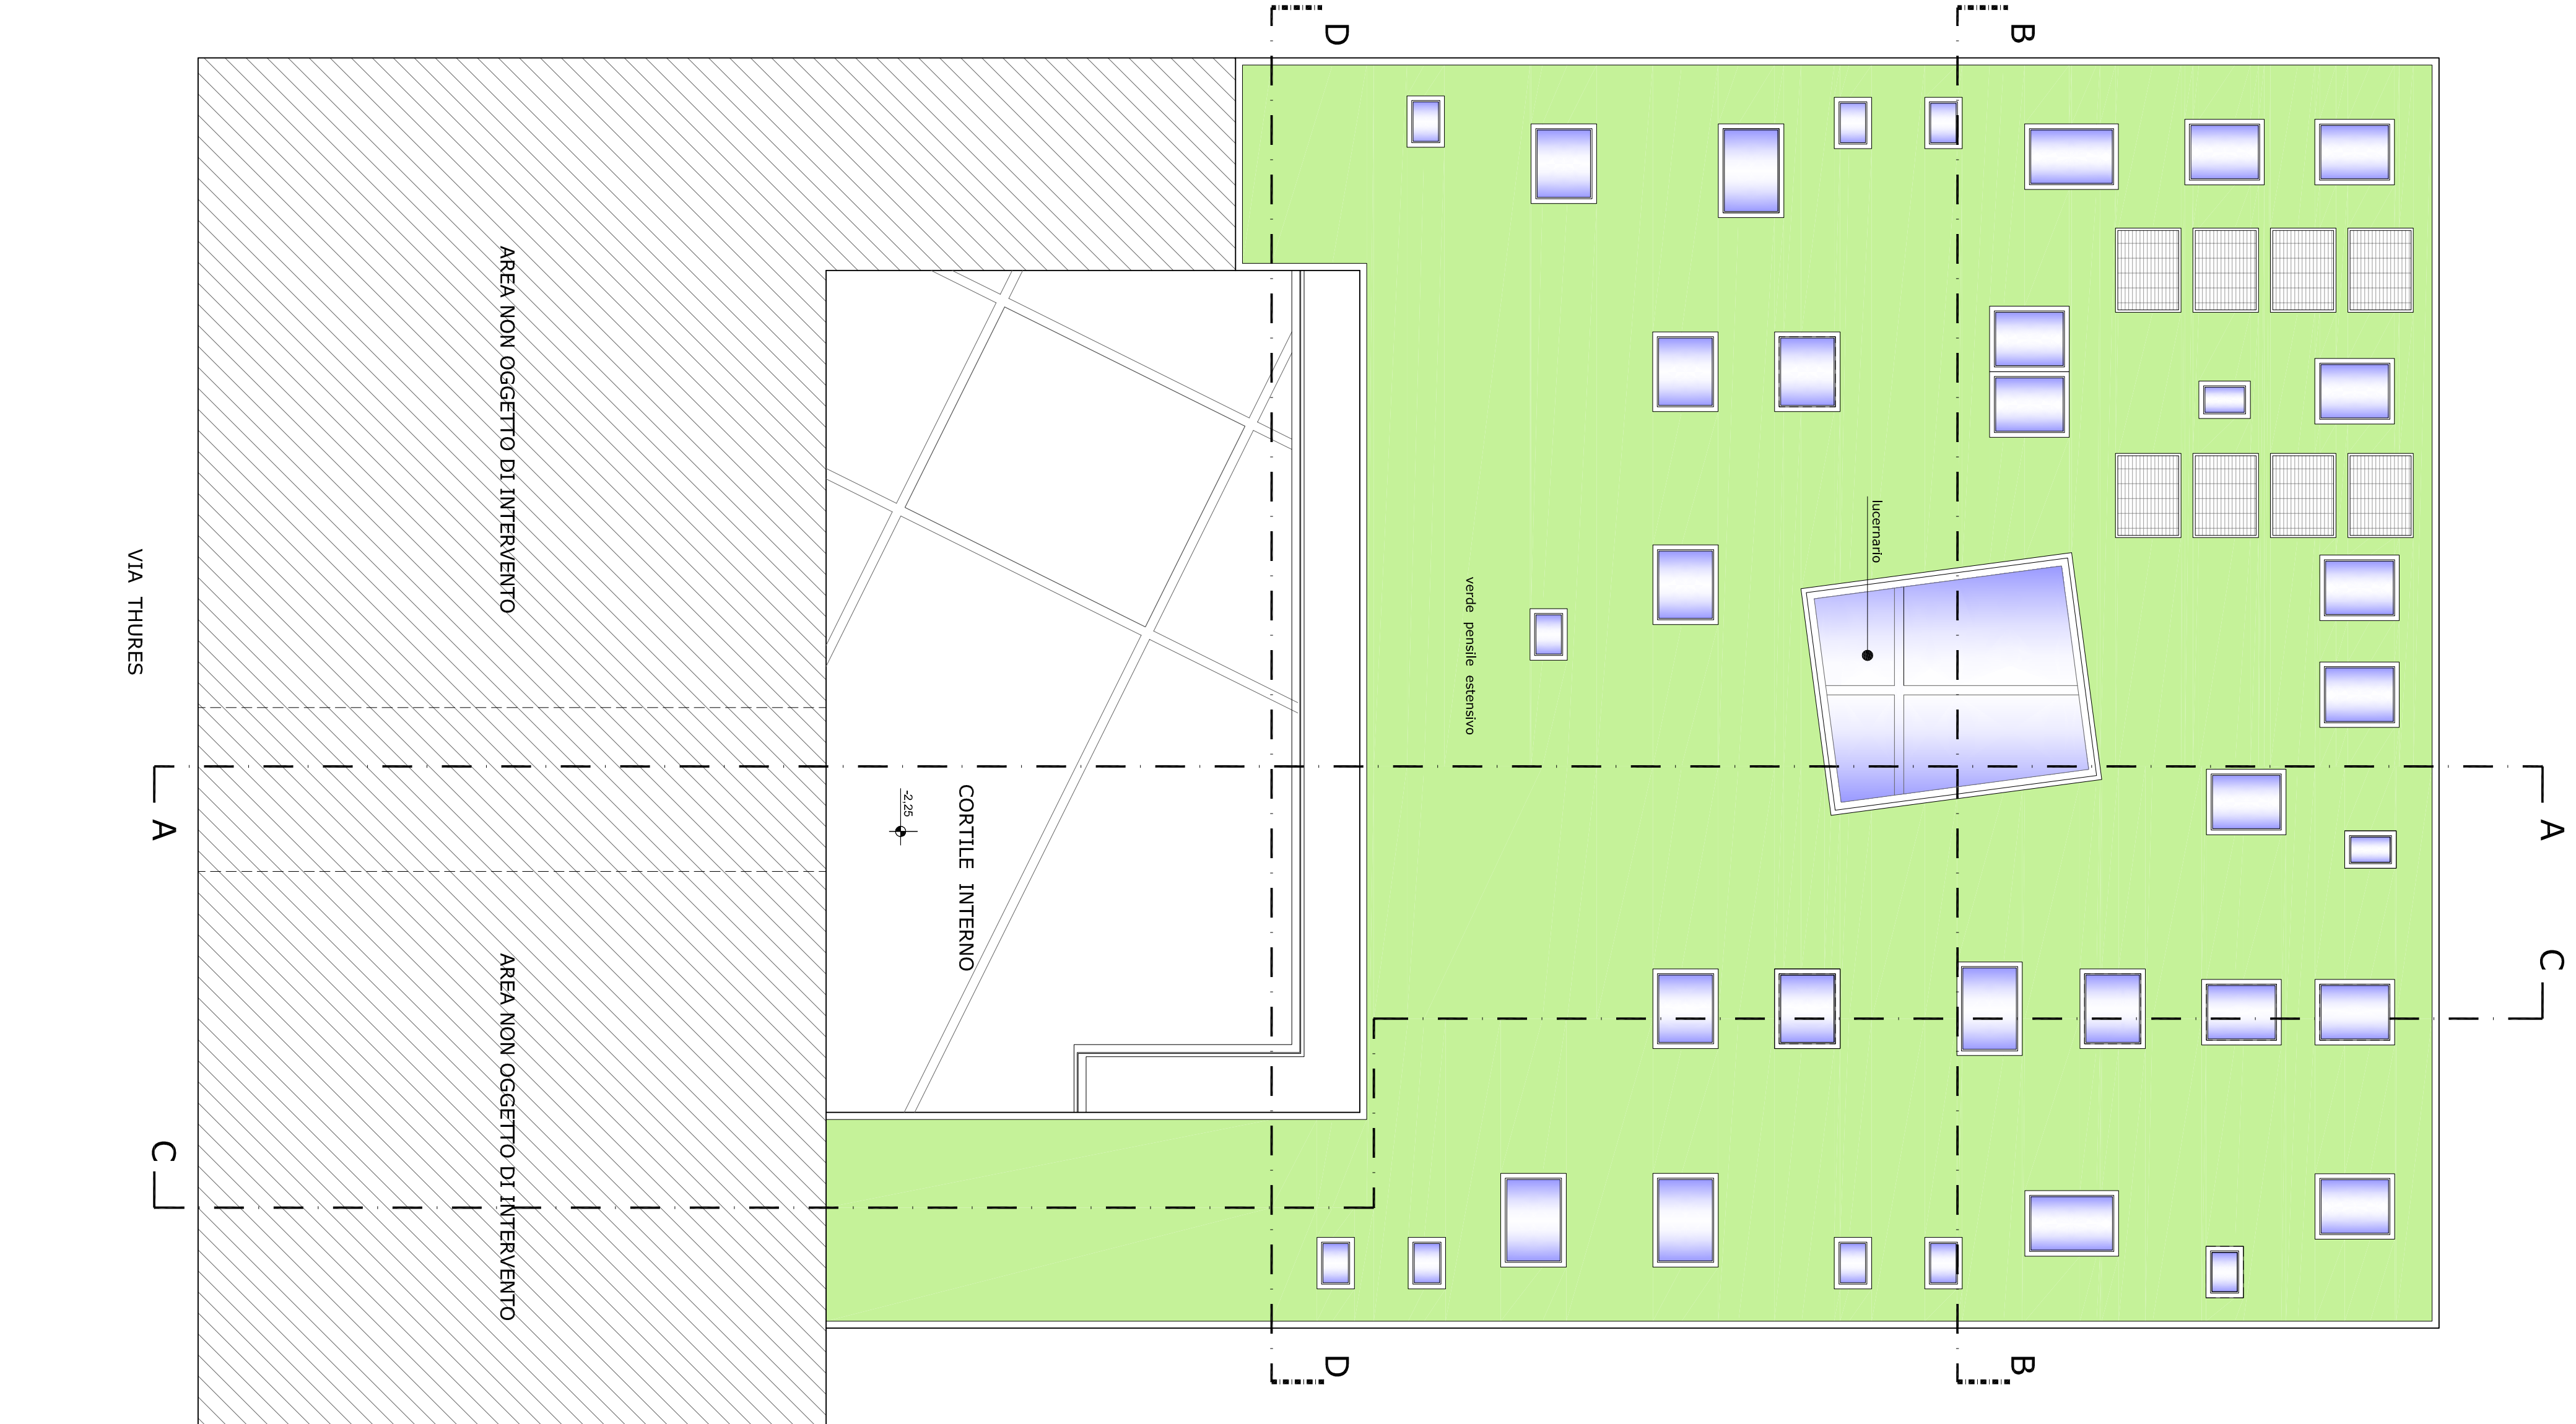 D
B
AREA NON OGGETTO DI INTERVENTO
VIA THURES
lucernario
verde pensile estensivo
CORTILE INTERNO
-2,25
A
A
C
C
AREA NON OGGETTO DI INTERVENTO
D
B